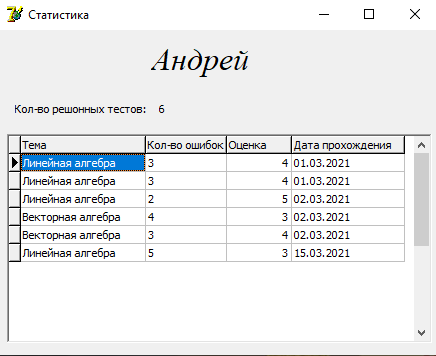 Статистика
Андрей
Кол-во решонных тестов: 6
Тема Кол-во ошибок Оценка Дата прохождения
Линейная алгебра 3 4 01.03.2021
Линейная алгебра 3 4 01.03.2021
Линейная алгебра 2 5 02.03.2021
Векторная алгебра 4 3 02.03.2021
Векторная алгебра 3 3 02.03.2021
Линейная алгебра 5 3 15.03.2021